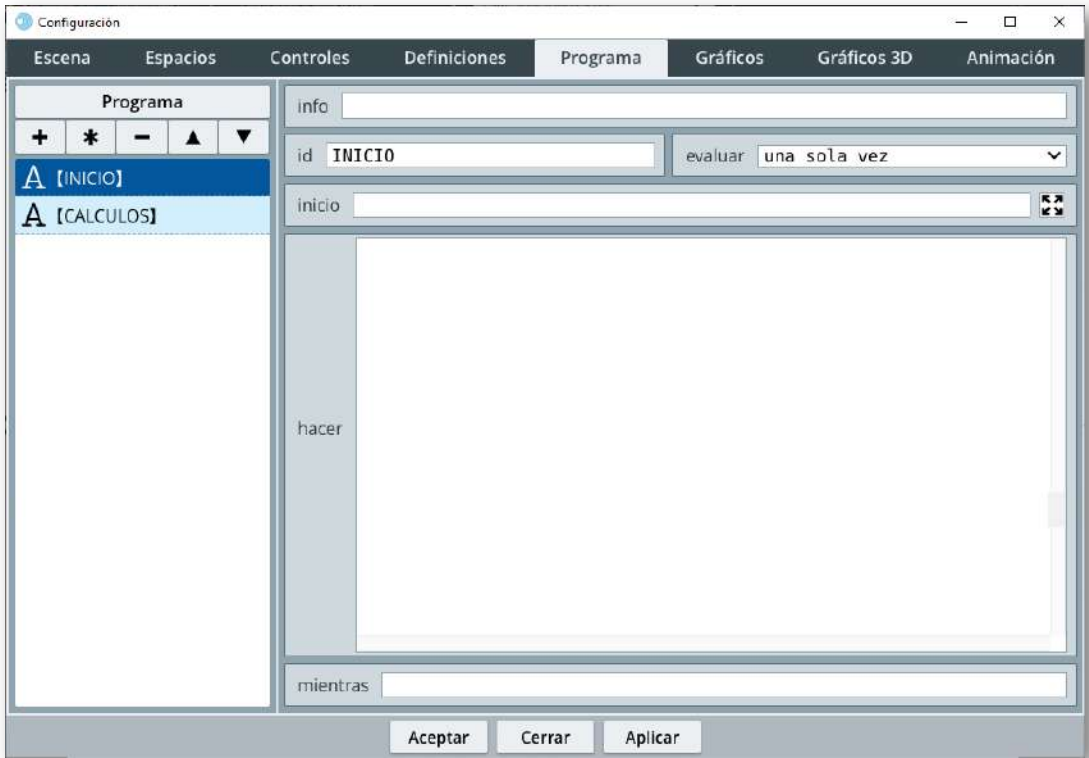 Configuración
Escena Espacios Controles Definiciones Programa Gráficos Gráficos 3D Animación
Programa
+ * − ▲ ▼
A 【INICIO】
A 【CALCULOS】
info
id INICIO evaluar una sola vez
inicio
hacer
mientras
Aceptar Cerrar Aplicar